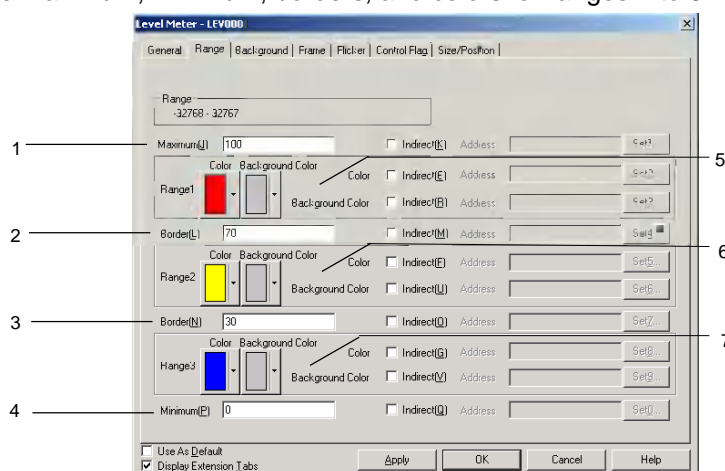 Level Meter - LEV000
General Range Background Frame Flicker Control Flag Size/Position
Range
-32768 - 32767
1 Maximum(J) 100 Indirect(K) Address
Color Background Color
Range1 Color Indirect(E) Address 5
Background Color Indirect(R) Address
2 Border(L) 70 Indirect(M) Address Set4
Color Background Color 6
Range2 Color Indirect(F) Address Set5...
Background Color Indirect(U) Address Set6...
3 Border(N) 30 Indirect(O) Address Set7...
Color Background Color 7
Range3 Color Indirect(G) Address Set8...
Background Color Indirect(V) Address Set9...
4 Minimum(P) 0 Indirect(Q) Address Set0...
Use As Default
Display Extension Tabs
Apply OK Cancel Help